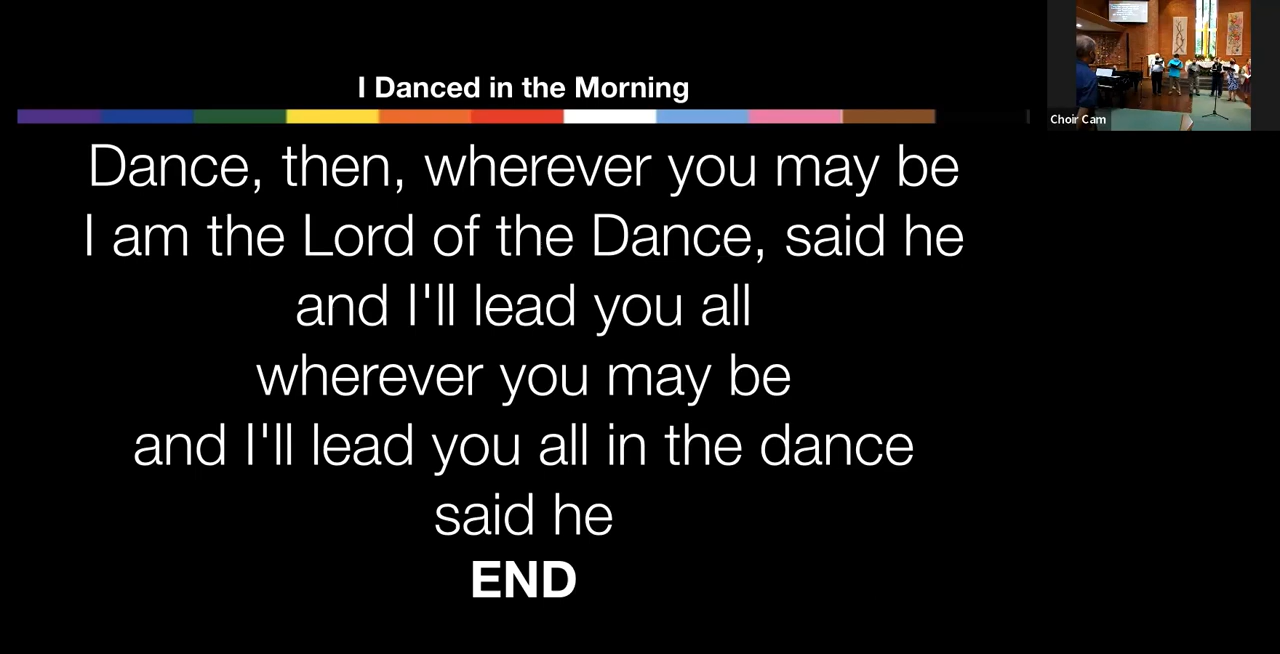 I Danced in the Morning
Dance, then, wherever you may be
I am the Lord of the Dance, said he
and I'll lead you all
wherever you may be
and I'll lead you all in the dance
said he
END
Choir Cam